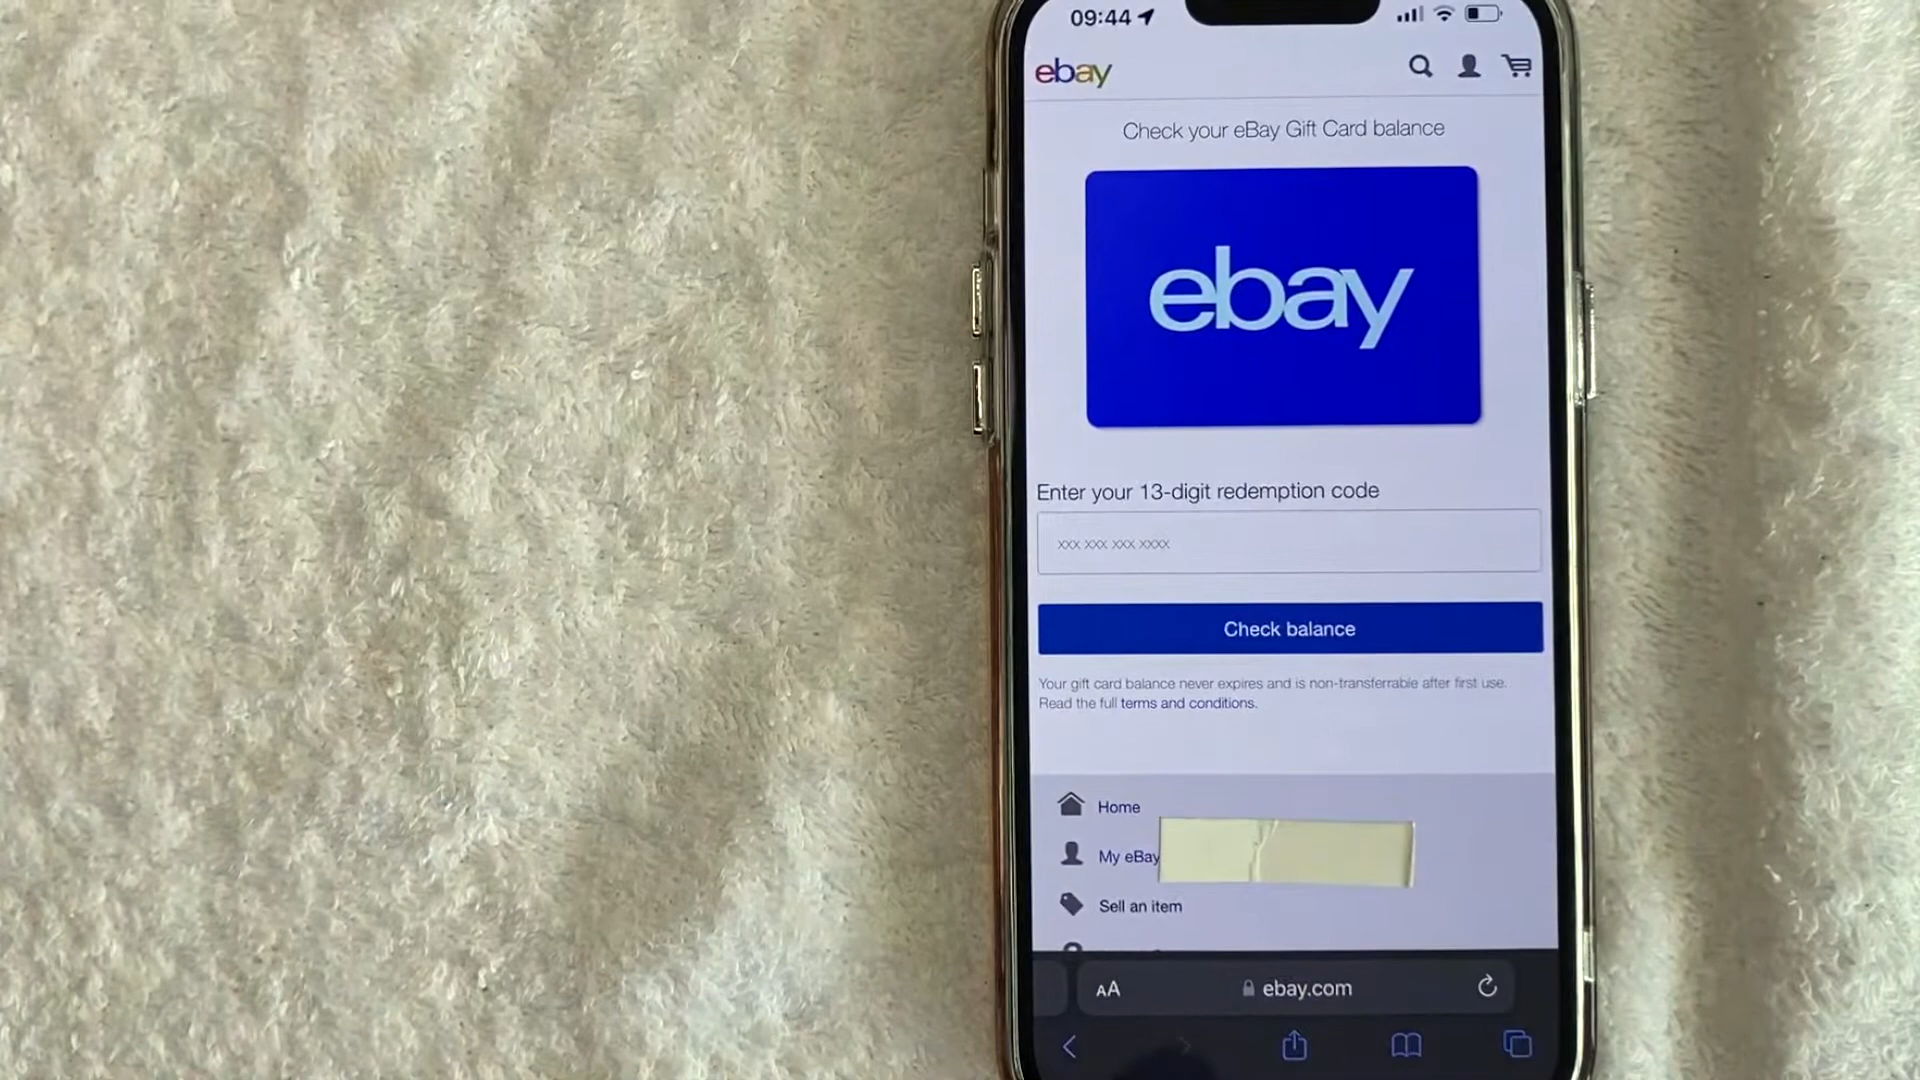 09:44
ebay
Check your eBay Gift Card balance
ebay
Enter your 13-digit redemption code
xxx xxx xxx xxxx
Check balance
Your gift card balance never expires and is non-transferrable after first use.
Read the full terms and conditions.
Home
My eBay
Sell an item
AA ebay.com